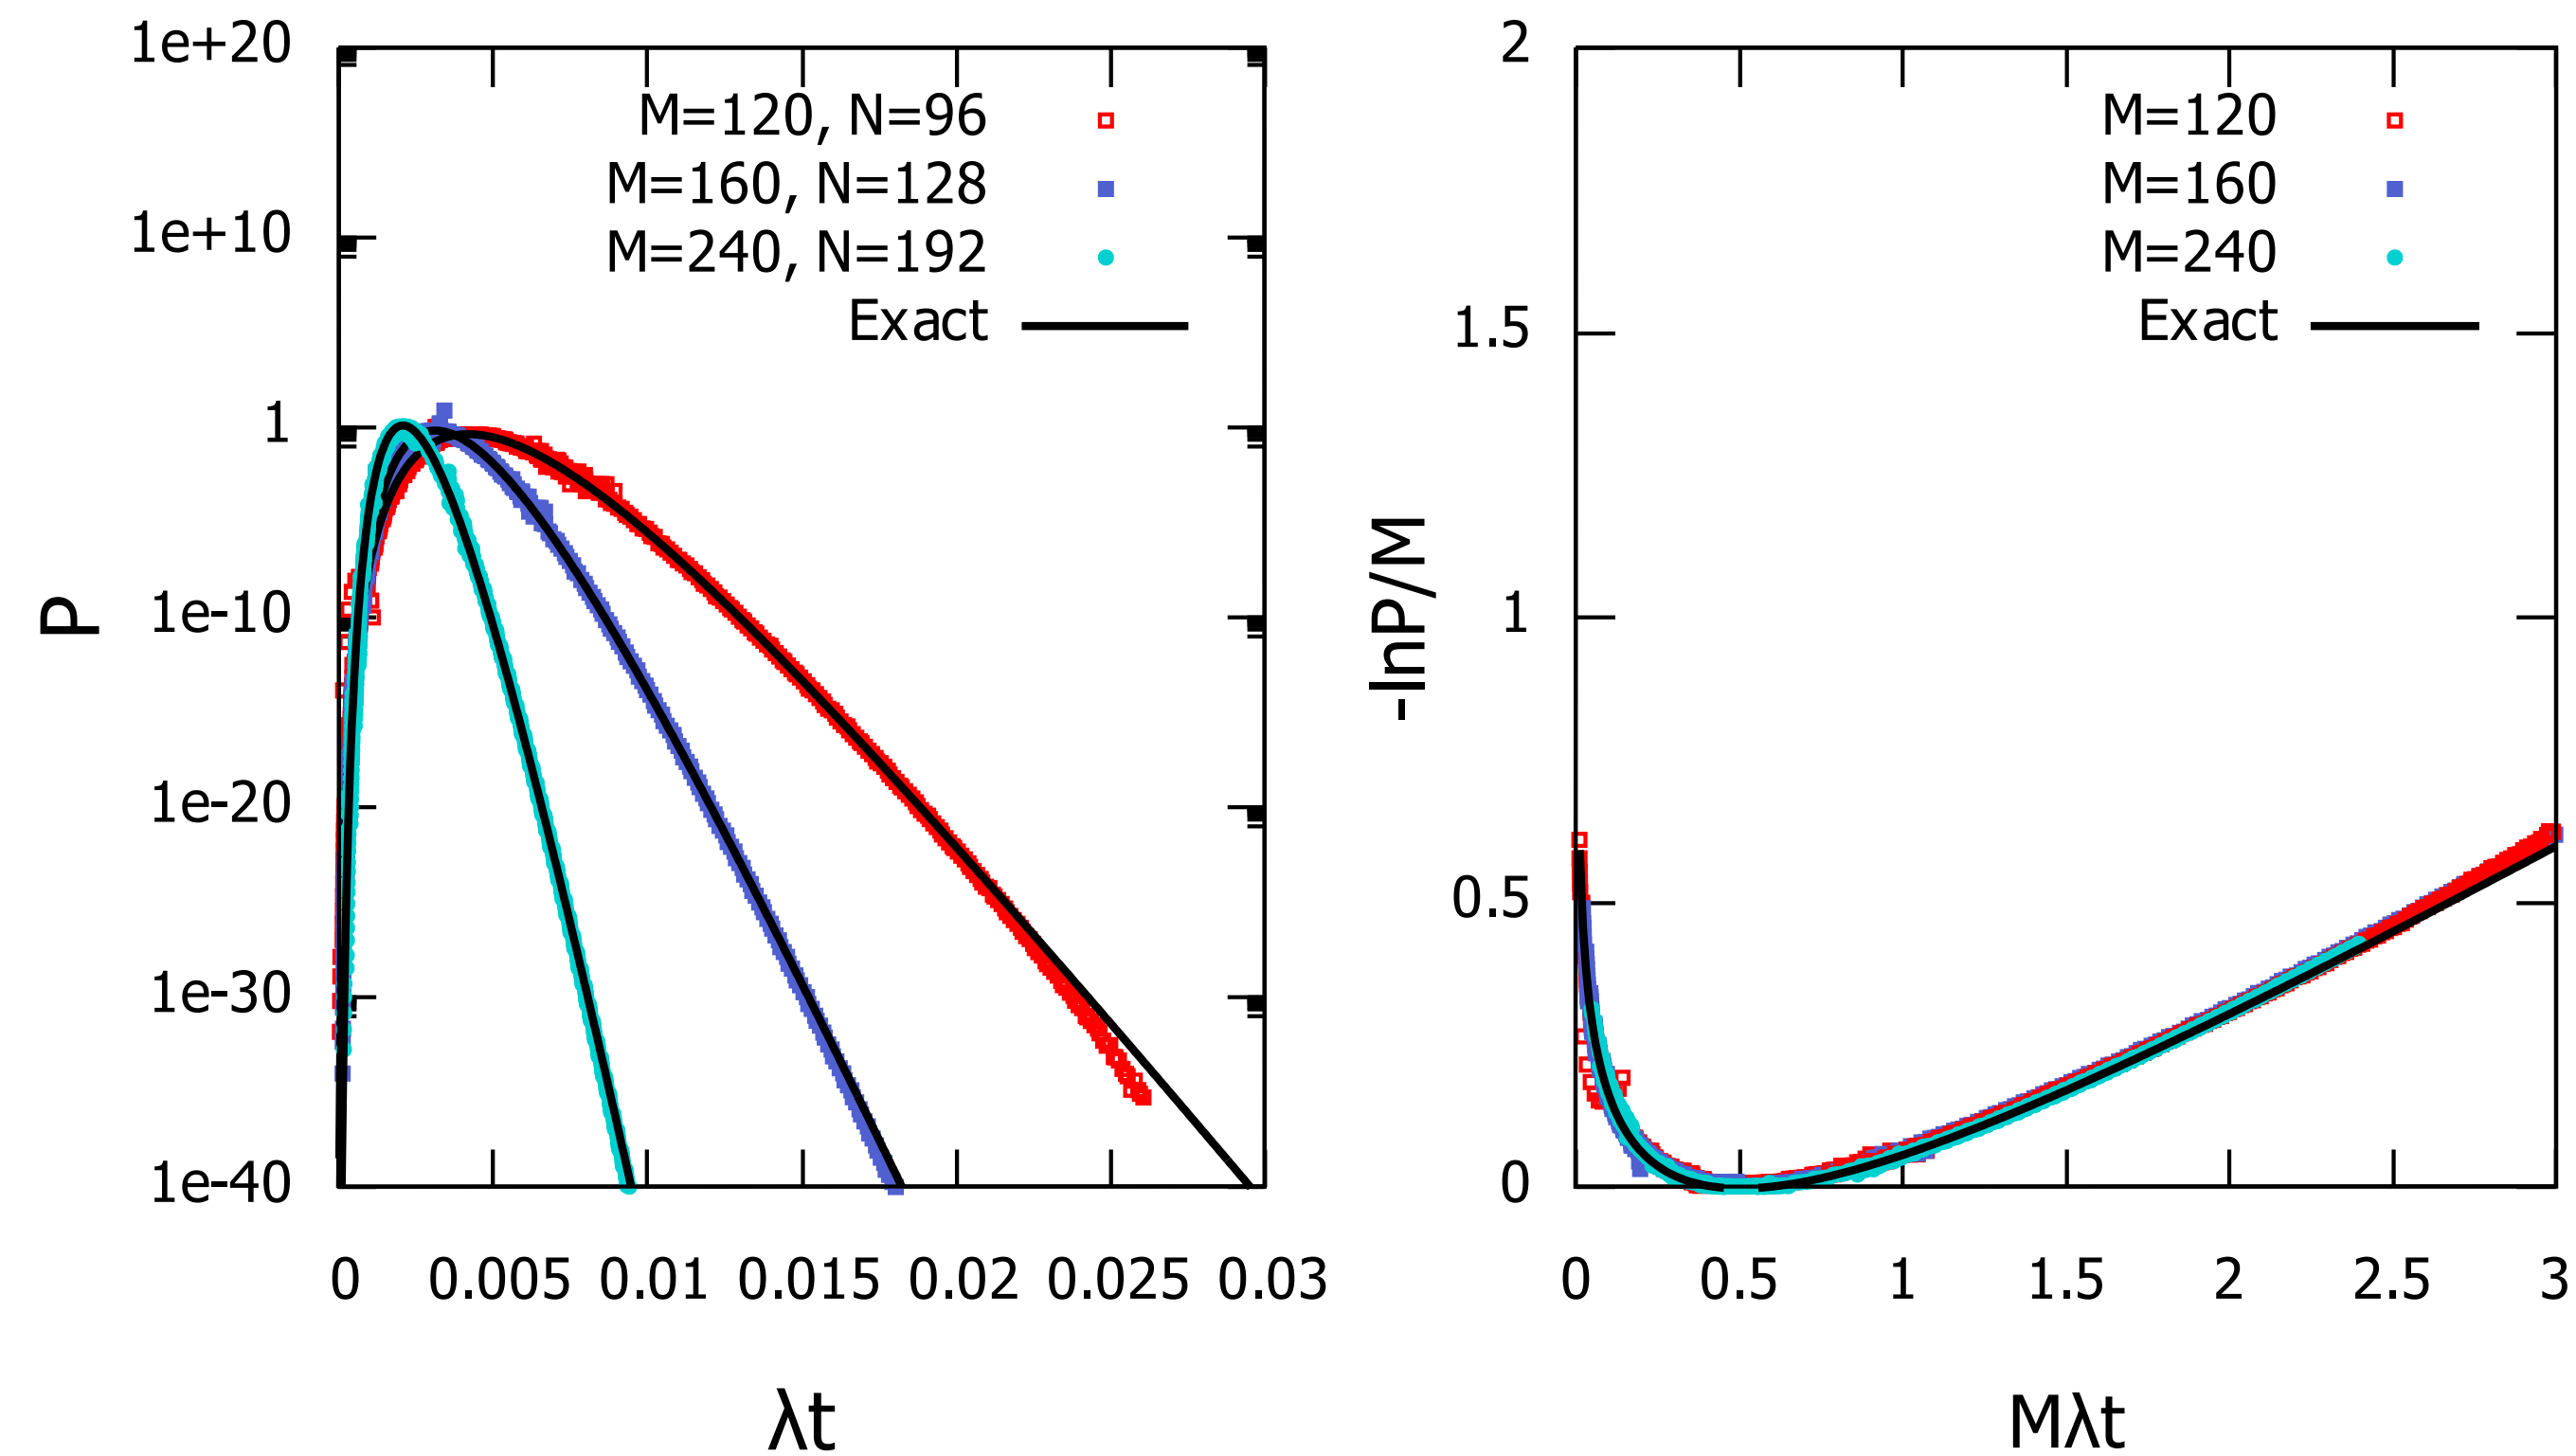 1e+20
1e+10
1
1e-10
1e-20
1e-30
1e-40
P
M=120, N=96
M=160, N=128
M=240, N=192
Exact
0 0.005 0.01 0.015 0.02 0.025 0.03
λt
2
1.5
1
0.5
0
-lnP/M
M=120
M=160
M=240
Exact
0 0.5 1 1.5 2 2.5 3
Mλt